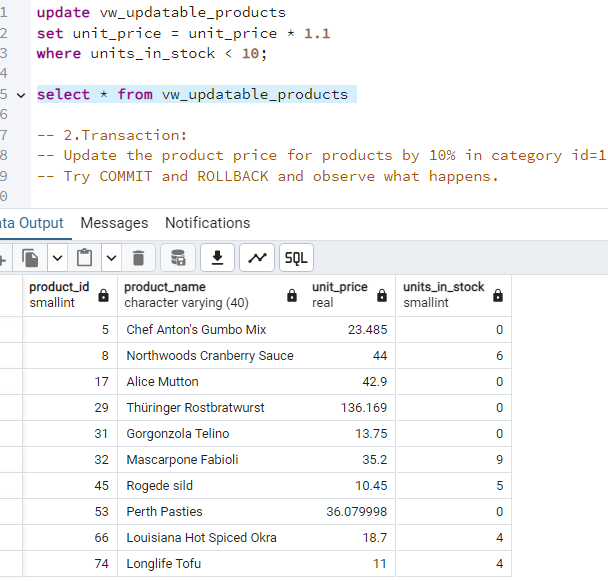 1 update vw_updatable_products
2 set unit_price = unit_price * 1.1
3 where units_in_stock < 10;
4
5 select * from vw_updatable_products
6
7 -- 2.Transaction:
8 -- Update the product price for products by 10% in category id=1
9 -- Try COMMIT and ROLLBACK and observe what happens.
0
ata Output Messages Notifications
SQL
product_id product_name unit_price units_in_stock
smallint character varying (40) real smallint
5 Chef Anton's Gumbo Mix 23.485 0
8 Northwoods Cranberry Sauce 44 6
17 Alice Mutton 42.9 0
29 Thüringer Rostbratwurst 136.169 0
31 Gorgonzola Telino 13.75 0
32 Mascarpone Fabioli 35.2 9
45 Rogede sild 10.45 5
53 Perth Pasties 36.079998 0
66 Louisiana Hot Spiced Okra 18.7 4
74 Longlife Tofu 11 4